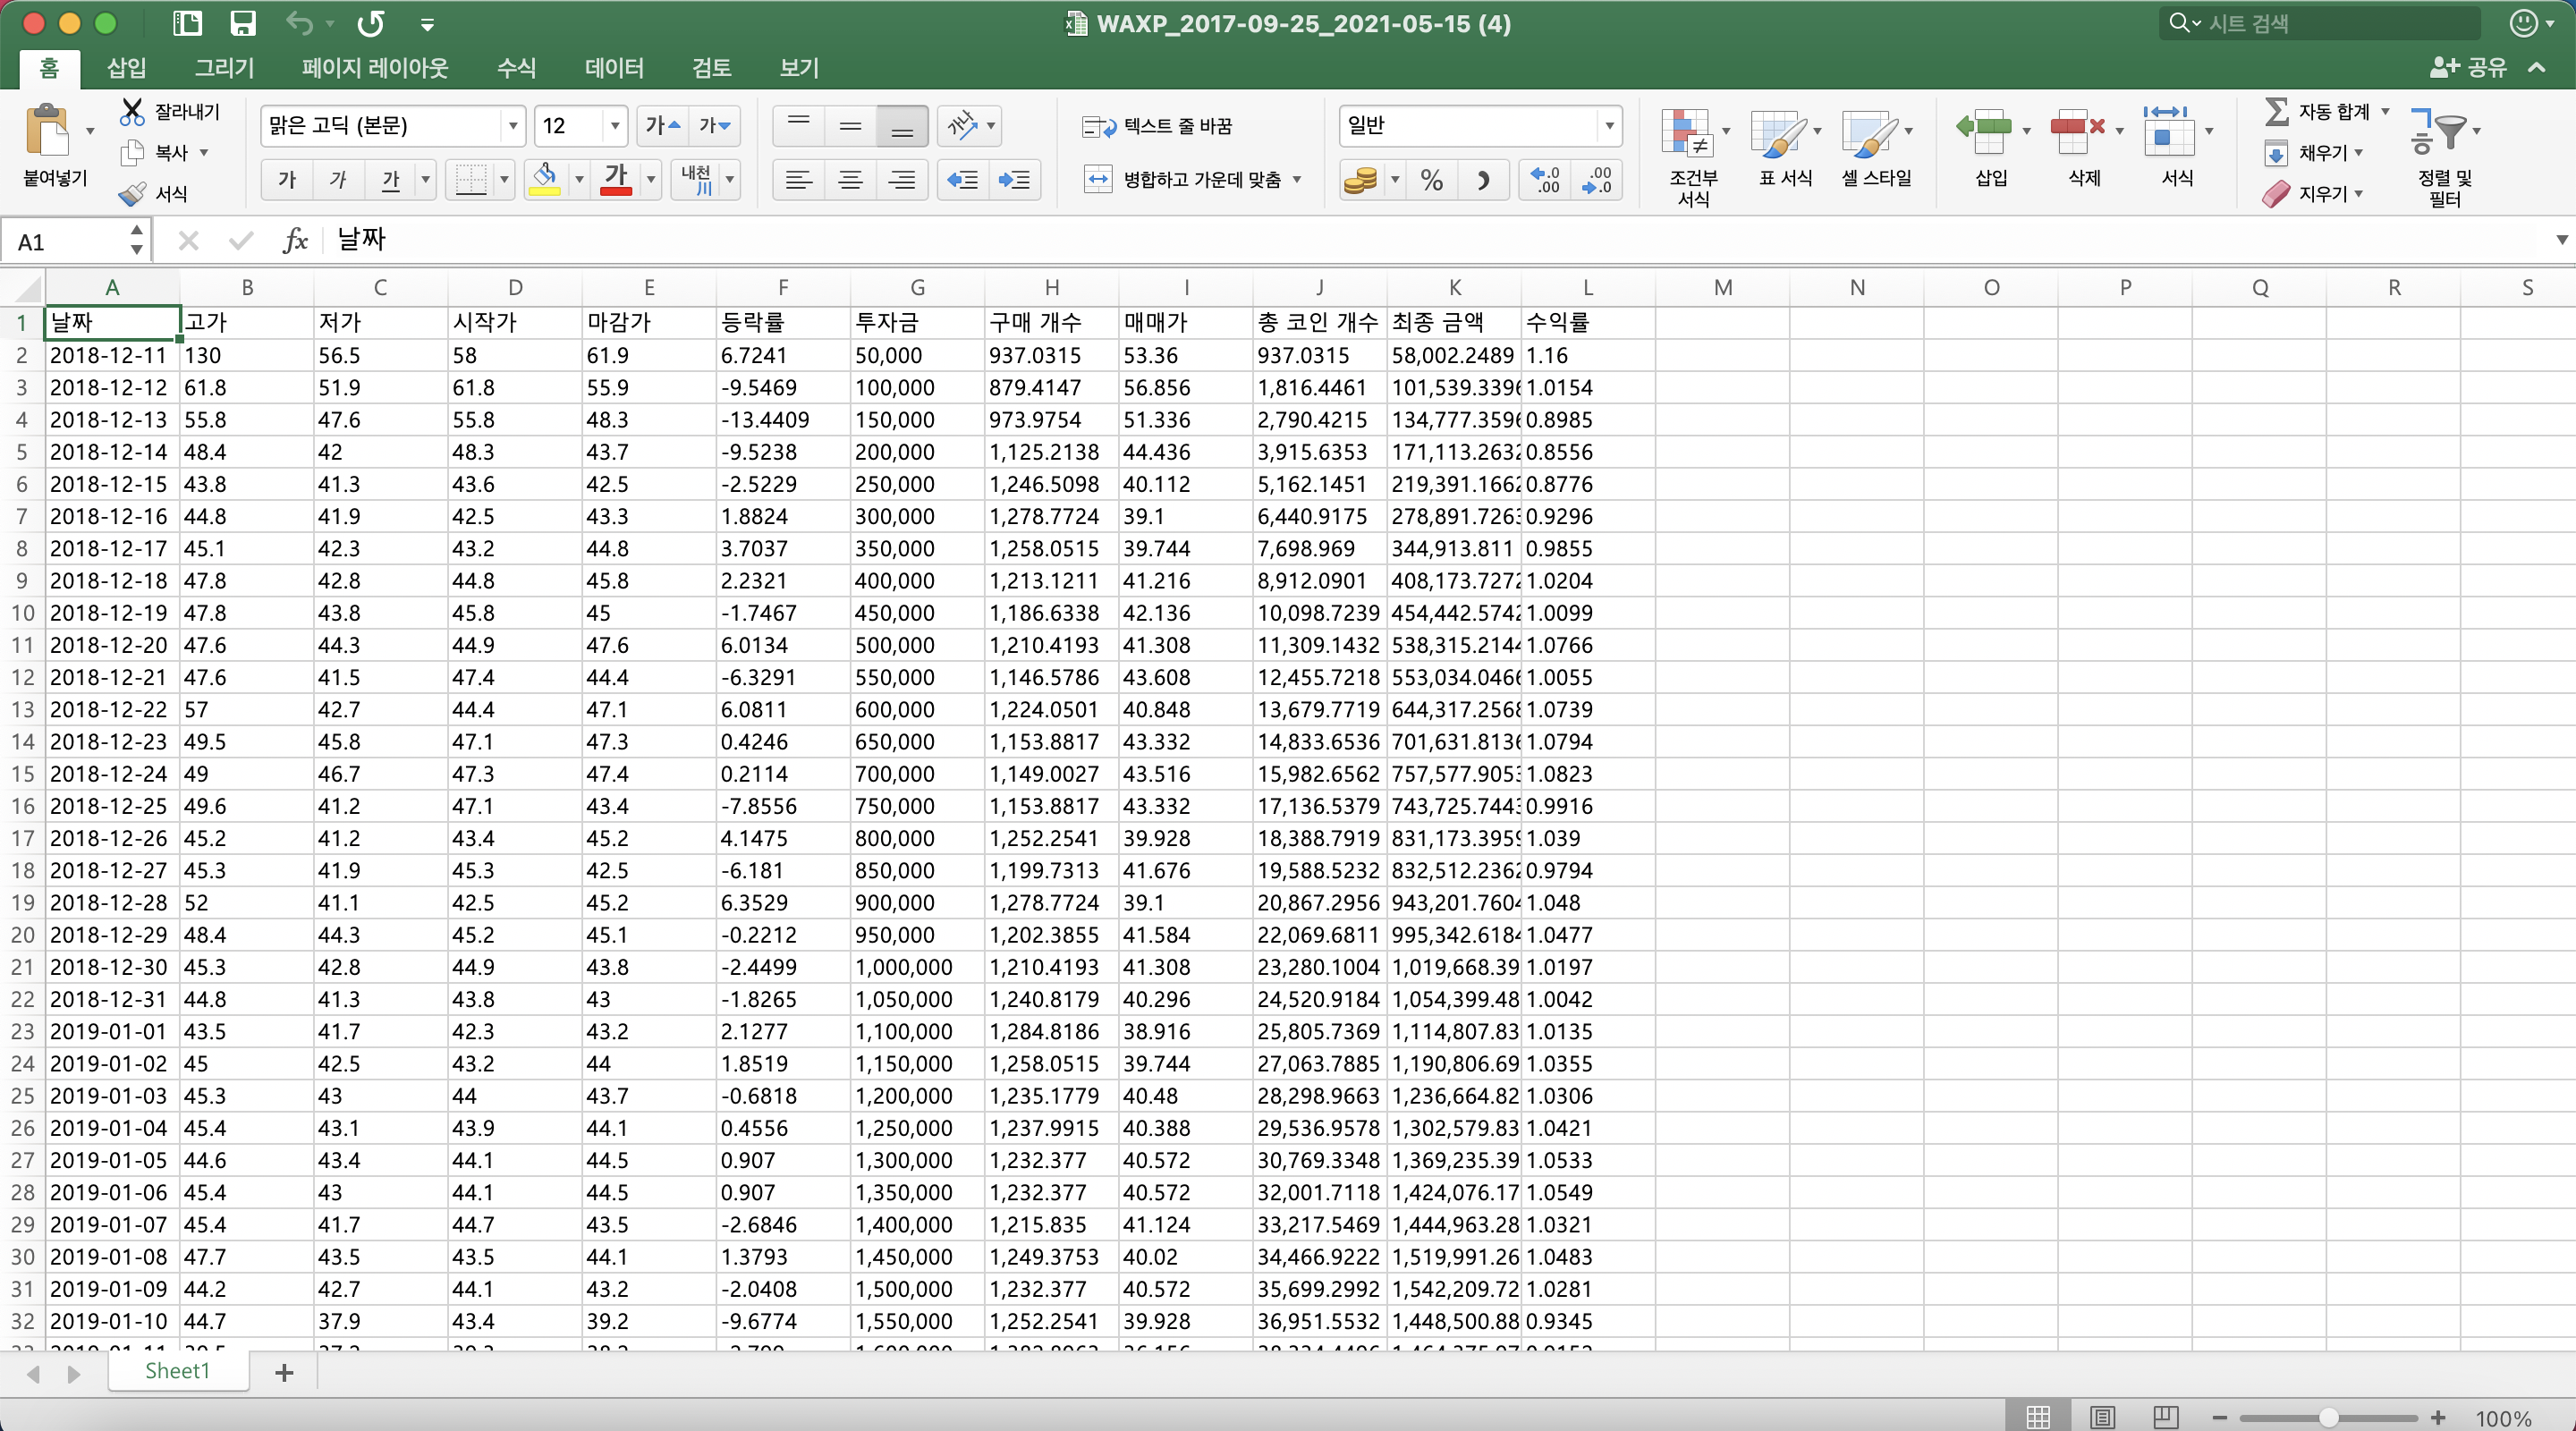 WAXP_2017-09-25_2021-05-15 (4)
시트 검색
홈 삽입 그리기 페이지 레이아웃 수식 데이터 검토 보기 공유
붙여넣기 잘라내기 복사 서식
맑은 고딕 (본문) 12 가 가
가 가 가 가 내천 川
가나
텍스트 줄 바꿈
병합하고 가운데 맞춤
일반
% .0 .00 .00 .0
조건부 서식 표 서식 셀 스타일 삽입 삭제 서식
자동 합계 채우기 지우기 정렬 및 필터
A1 fx 날짜
A B C D E F G H I J K L M N O P Q R S
1 날짜 고가 저가 시작가 마감가 등락률 투자금 구매 개수 매매가 총 코인 개수 최종 금액 수익률
2 2018-12-11 130 56.5 58 61.9 6.7241 50,000 937.0315 53.36 937.0315 58,002.2489 1.16
3 2018-12-12 61.8 51.9 61.8 55.9 -9.5469 100,000 879.4147 56.856 1,816.4461 101,539.396 1.0154
4 2018-12-13 55.8 47.6 55.8 48.3 -13.4409 150,000 973.9754 51.336 2,790.4215 134,777.3596 0.8985
5 2018-12-14 48.4 42 48.3 43.7 -9.5238 200,000 1,125.2138 44.436 3,915.6353 171,113.2632 0.8556
6 2018-12-15 43.8 41.3 43.6 42.5 -2.5229 250,000 1,246.5098 40.112 5,162.1451 219,391.1662 0.8776
7 2018-12-16 44.8 41.9 42.5 43.3 1.8824 300,000 1,278.7724 39.1 6,440.9175 278,891.7263 0.9296
8 2018-12-17 45.1 42.3 43.2 44.8 3.7037 350,000 1,258.0515 39.744 7,698.969 344,913.811 0.9855
9 2018-12-18 47.8 42.8 44.8 45.8 2.2321 400,000 1,213.1211 41.216 8,912.0901 408,173.7272 1.0204
10 2018-12-19 47.8 43.8 45.8 45 -1.7467 450,000 1,186.6338 42.136 10,098.7239 454,442.5742 1.0099
11 2018-12-20 47.6 44.3 44.9 47.6 6.0134 500,000 1,210.4193 41.308 11,309.1432 538,315.2144 1.0766
12 2018-12-21 47.6 41.5 47.4 44.4 -6.3291 550,000 1,146.5786 43.608 12,455.7218 553,034.0466 1.0055
13 2018-12-22 57 42.7 44.4 47.1 6.0811 600,000 1,224.0501 40.848 13,679.7719 644,317.2568 1.0739
14 2018-12-23 49.5 45.8 47.1 47.3 0.4246 650,000 1,153.8817 43.332 14,833.6536 701,631.8136 1.0794
15 2018-12-24 49 46.7 47.3 47.4 0.2114 700,000 1,149.0027 43.516 15,982.6562 757,577.9053 1.0823
16 2018-12-25 49.6 41.2 47.1 43.4 -7.8556 750,000 1,153.8817 43.332 17,136.5379 743,725.7443 0.9916
17 2018-12-26 45.2 41.2 43.4 45.2 4.1475 800,000 1,252.2541 39.928 18,388.7919 831,173.3959 1.039
18 2018-12-27 45.3 41.9 45.3 42.5 -6.181 850,000 1,199.7313 41.676 19,588.5232 832,512.2362 0.9794
19 2018-12-28 52 41.1 42.5 45.2 6.3529 900,000 1,278.7724 39.1 20,867.2956 943,201.7604 1.048
20 2018-12-29 48.4 44.3 45.2 45.1 -0.2212 950,000 1,202.3855 41.584 22,069.6811 995,342.6184 1.0477
21 2018-12-30 45.3 42.8 44.9 43.8 -2.4499 1,000,000 1,210.4193 41.308 23,280.1004 1,019,668.39 1.0197
22 2018-12-31 44.8 41.3 43.8 43 -1.8265 1,050,000 1,240.8179 40.296 24,520.9184 1,054,399.48 1.0042
23 2019-01-01 43.5 41.7 42.3 43.2 2.1277 1,100,000 1,284.8186 38.916 25,805.7369 1,114,807.83 1.0135
24 2019-01-02 45 42.5 43.2 44 1.8519 1,150,000 1,258.0515 39.744 27,063.7885 1,190,806.69 1.0355
25 2019-01-03 45.3 43 44 43.7 -0.6818 1,200,000 1,235.1779 40.48 28,298.9663 1,236,664.82 1.0306
26 2019-01-04 45.4 43.1 43.9 44.1 0.4556 1,250,000 1,237.9915 40.388 29,536.9578 1,302,579.83 1.0421
27 2019-01-05 44.6 43.4 44.1 44.5 0.907 1,300,000 1,232.377 40.572 30,769.3348 1,369,235.39 1.0533
28 2019-01-06 45.4 43 44.1 44.5 0.907 1,350,000 1,232.377 40.572 32,001.7118 1,424,076.17 1.0549
29 2019-01-07 45.4 41.7 44.7 43.5 -2.6846 1,400,000 1,215.835 41.124 33,217.5469 1,444,963.28 1.0321
30 2019-01-08 47.7 43.5 43.5 44.1 1.3793 1,450,000 1,249.3753 40.02 34,466.9222 1,519,991.26 1.0483
31 2019-01-09 44.2 42.7 44.1 43.2 -2.0408 1,500,000 1,232.377 40.572 35,699.2992 1,542,209.72 1.0281
32 2019-01-10 44.7 37.9 43.4 39.2 -9.6774 1,550,000 1,252.2541 39.928 36,951.5532 1,448,500.88 0.9345
Sheet1
100%